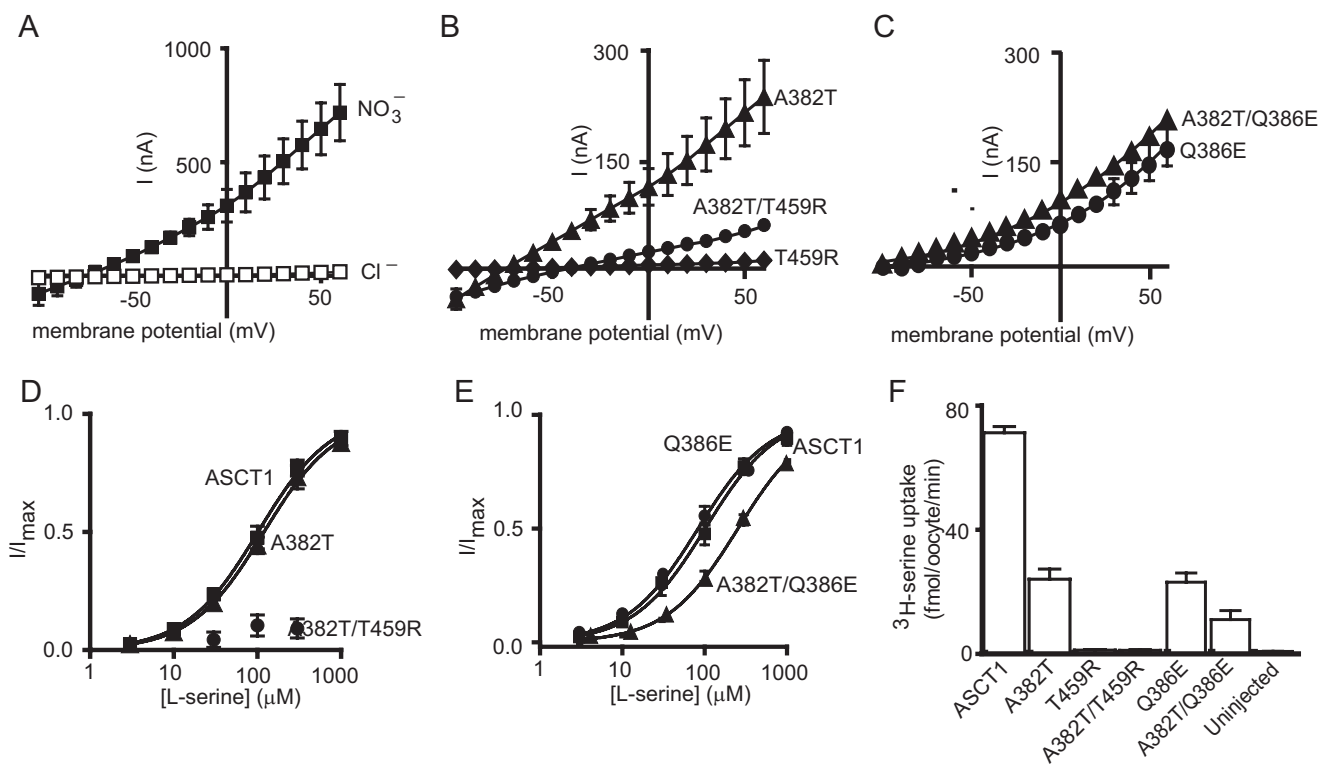 A
1000
500
I (nA)
NO3−
Cl−
-50
50
membrane potential (mV)
B
300
150
I (nA)
A382T
A382T/T459R
T459R
-50
50
membrane potential (mV)
C
300
150
I (nA)
A382T/Q386E
Q386E
-50
50
membrane potential (mV)
D
1.0
0.5
0.0
I/Imax
ASCT1
A382T
A382T/T459R
1
10
100
1000
[L-serine] (μM)
E
1.0
0.5
0.0
I/Imax
Q386E
ASCT1
A382T/Q386E
1
10
100
1000
[L-serine] (μM)
F
80
40
0
3H-serine uptake
(fmol/oocyte/min)
ASCT1
A382T
T459R
A382T/T459R
Q386E
A382T/Q386E
Uninjected